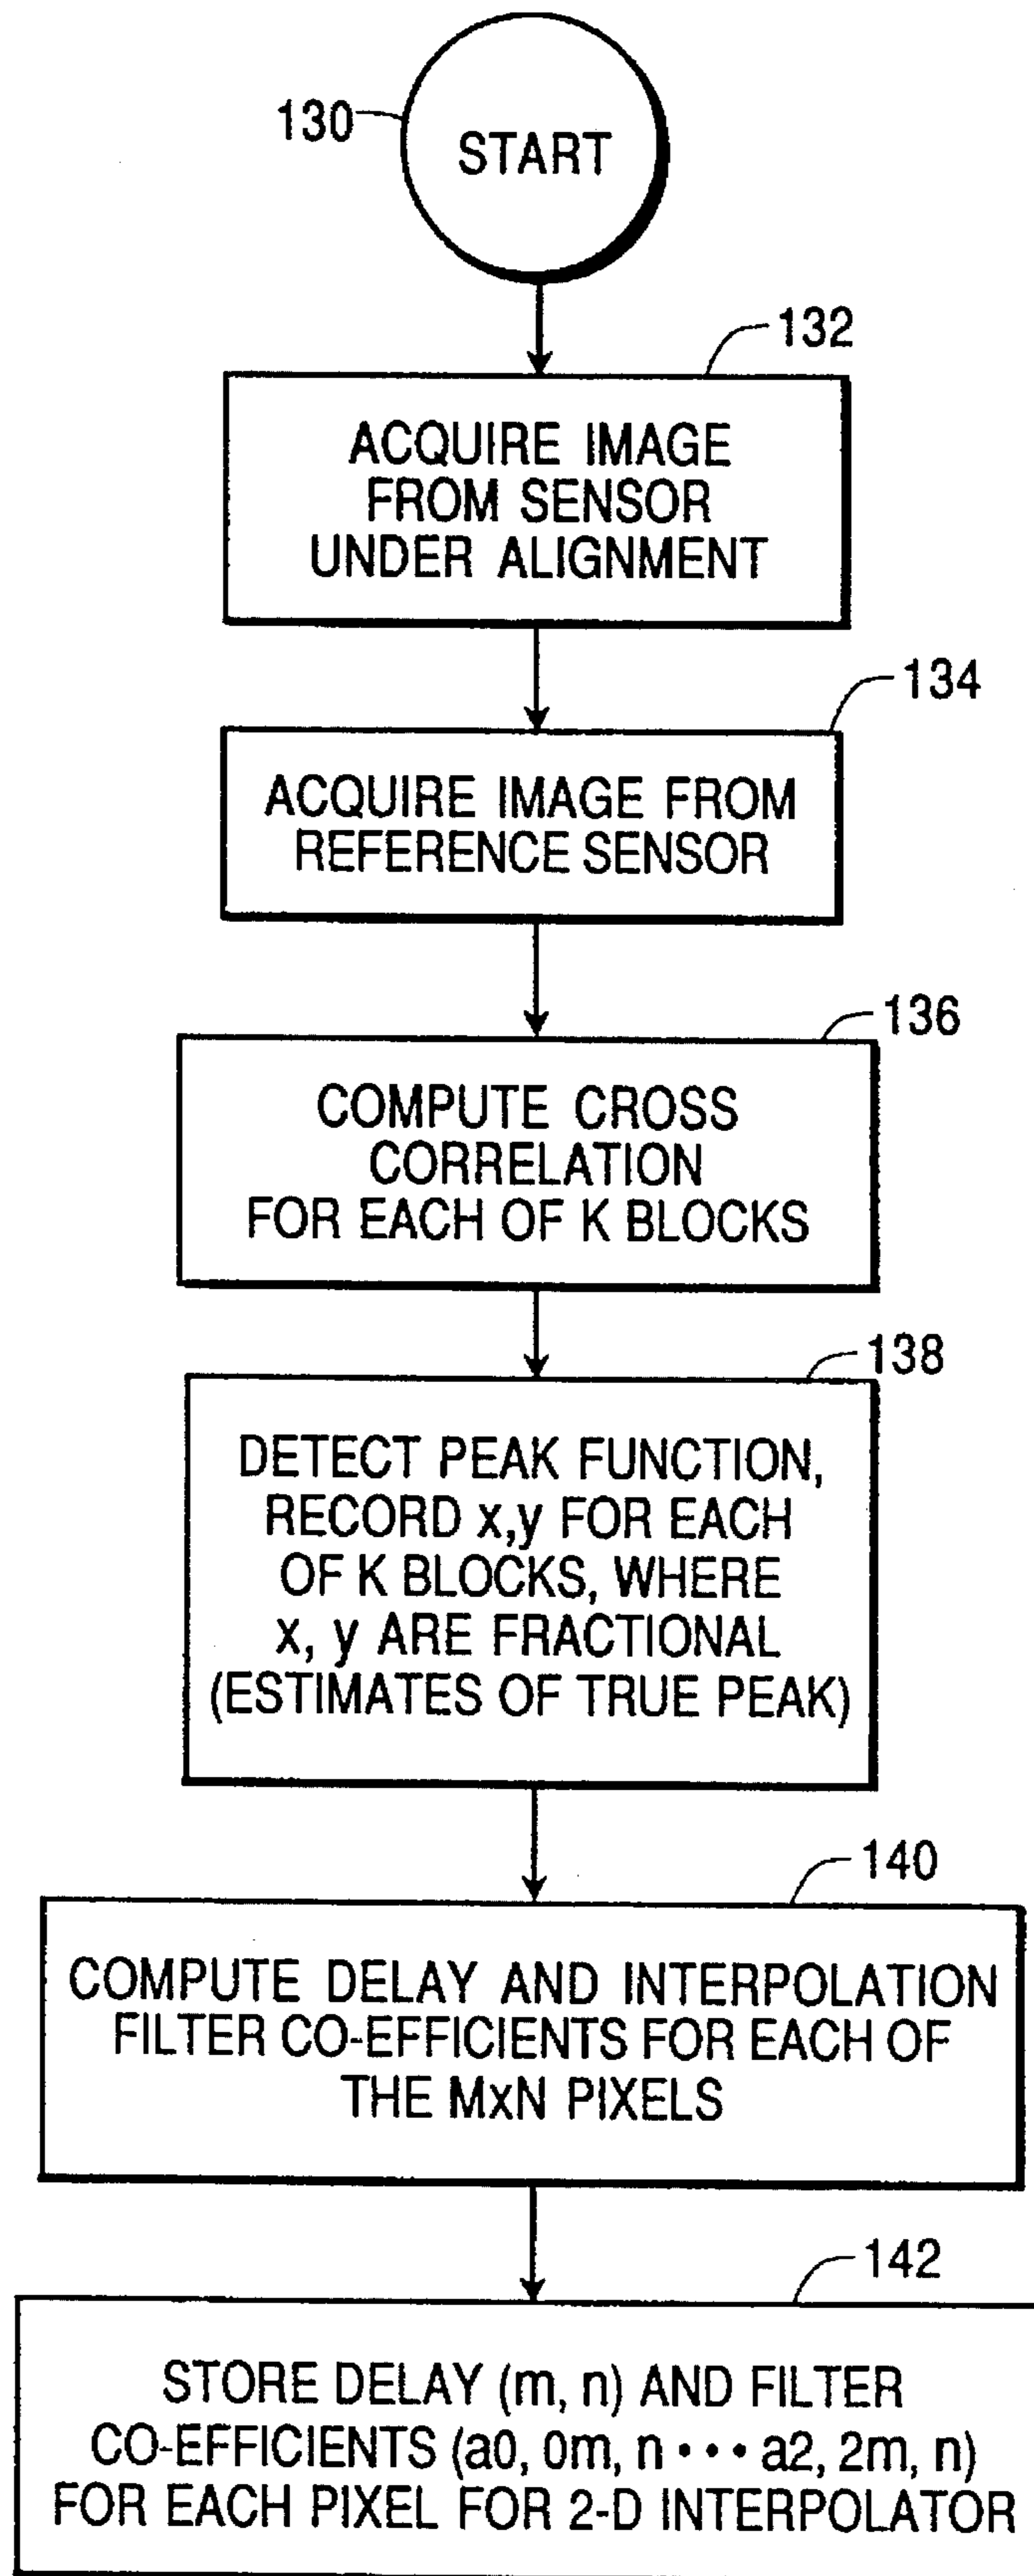 130
START
132
ACQUIRE IMAGE
FROM SENSOR
UNDER ALIGNMENT
134
ACQUIRE IMAGE FROM
REFERENCE SENSOR
136
COMPUTE CROSS
CORRELATION
FOR EACH OF K BLOCKS
138
DETECT PEAK FUNCTION,
RECORD x,y FOR EACH
OF K BLOCKS, WHERE
x, y ARE FRACTIONAL
(ESTIMATES OF TRUE PEAK)
140
COMPUTE DELAY AND INTERPOLATION
FILTER CO-EFFICIENTS FOR EACH OF
THE MxN PIXELS
142
STORE DELAY (m, n) AND FILTER
CO-EFFICIENTS (a0, 0m, n • • • a2, 2m, n)
FOR EACH PIXEL FOR 2-D INTERPOLATOR